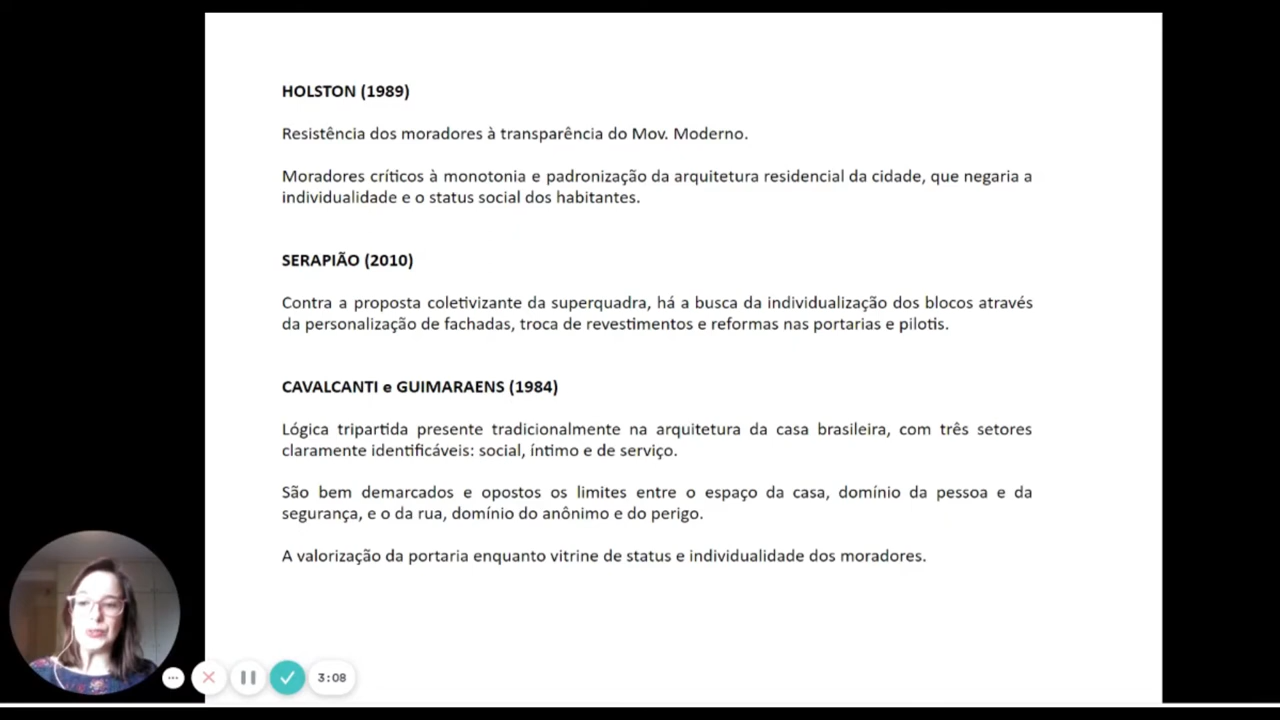 HOLSTON (1989)
Resistência dos moradores à transparência do Mov. Moderno.
Moradores críticos à monotonia e padronização da arquitetura residencial da cidade, que negaria a
individualidade e o status social dos habitantes.
SERAPIÃO (2010)
Contra a proposta coletivizante da superquadra, há a busca da individualização dos blocos através
da personalização de fachadas, troca de revestimentos e reformas nas portarias e pilotis.
CAVALCANTI e GUIMARAENS (1984)
Lógica tripartida presente tradicionalmente na arquitetura da casa brasileira, com três setores
claramente identificáveis: social, íntimo e de serviço.
São bem demarcados e opostos os limites entre o espaço da casa, domínio da pessoa e da
segurança, e o da rua, domínio do anônimo e do perigo.
A valorização da portaria enquanto vitrine de status e individualidade dos moradores.
3:08